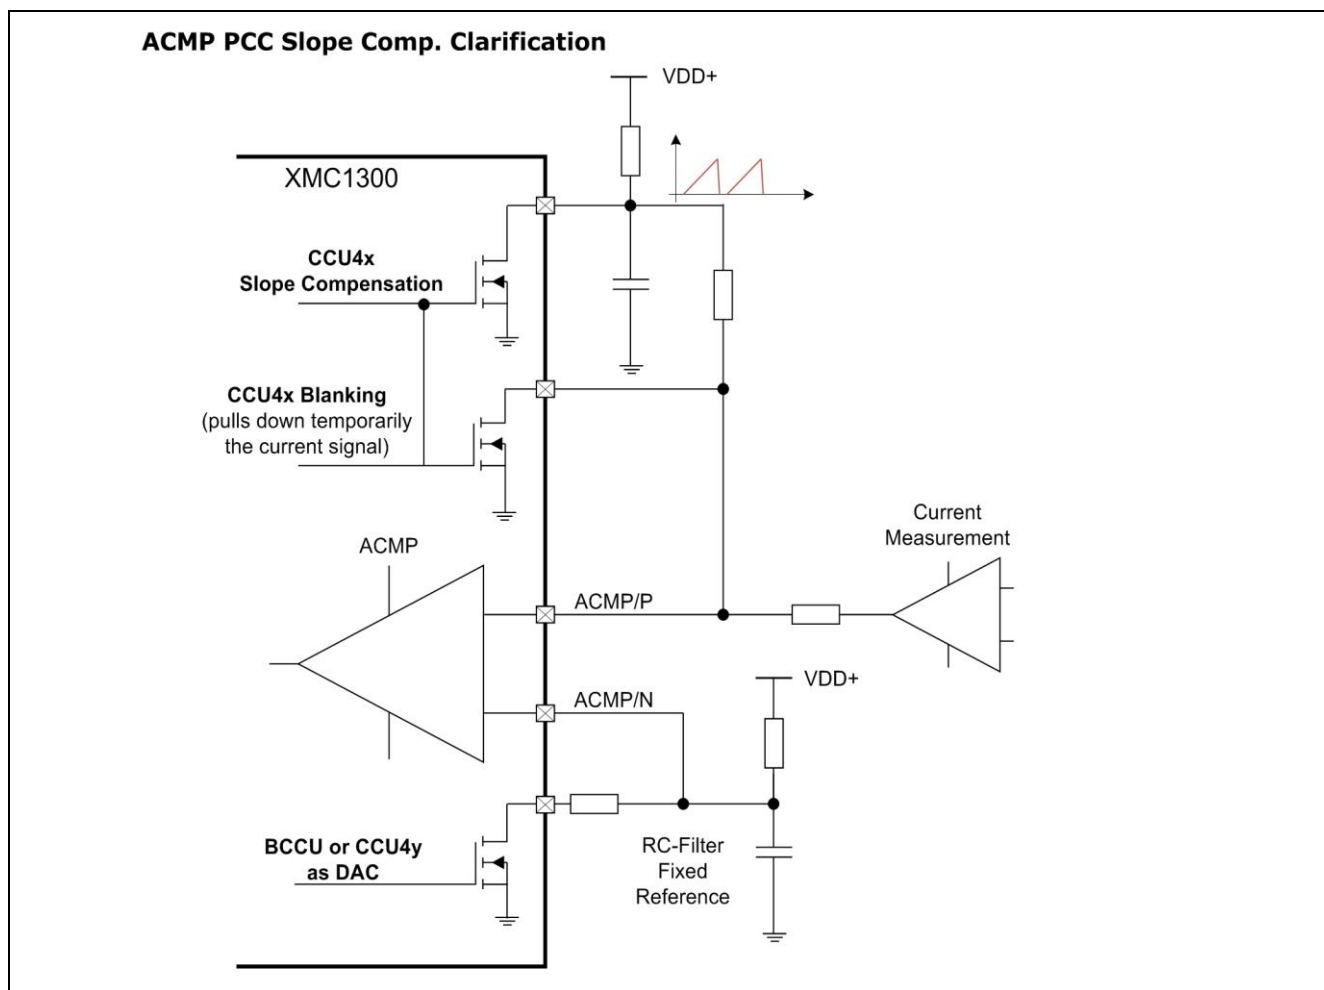 ACMP PCC Slope Comp. Clarification
VDD+
XMC1300
CCU4x
Slope Compensation
CCU4x Blanking
(pulls down temporarily
the current signal)
Current
Measurement
ACMP
ACMP/P
VDD+
ACMP/N
BCCU or CCU4y
as DAC
RC-Filter
Fixed
Reference